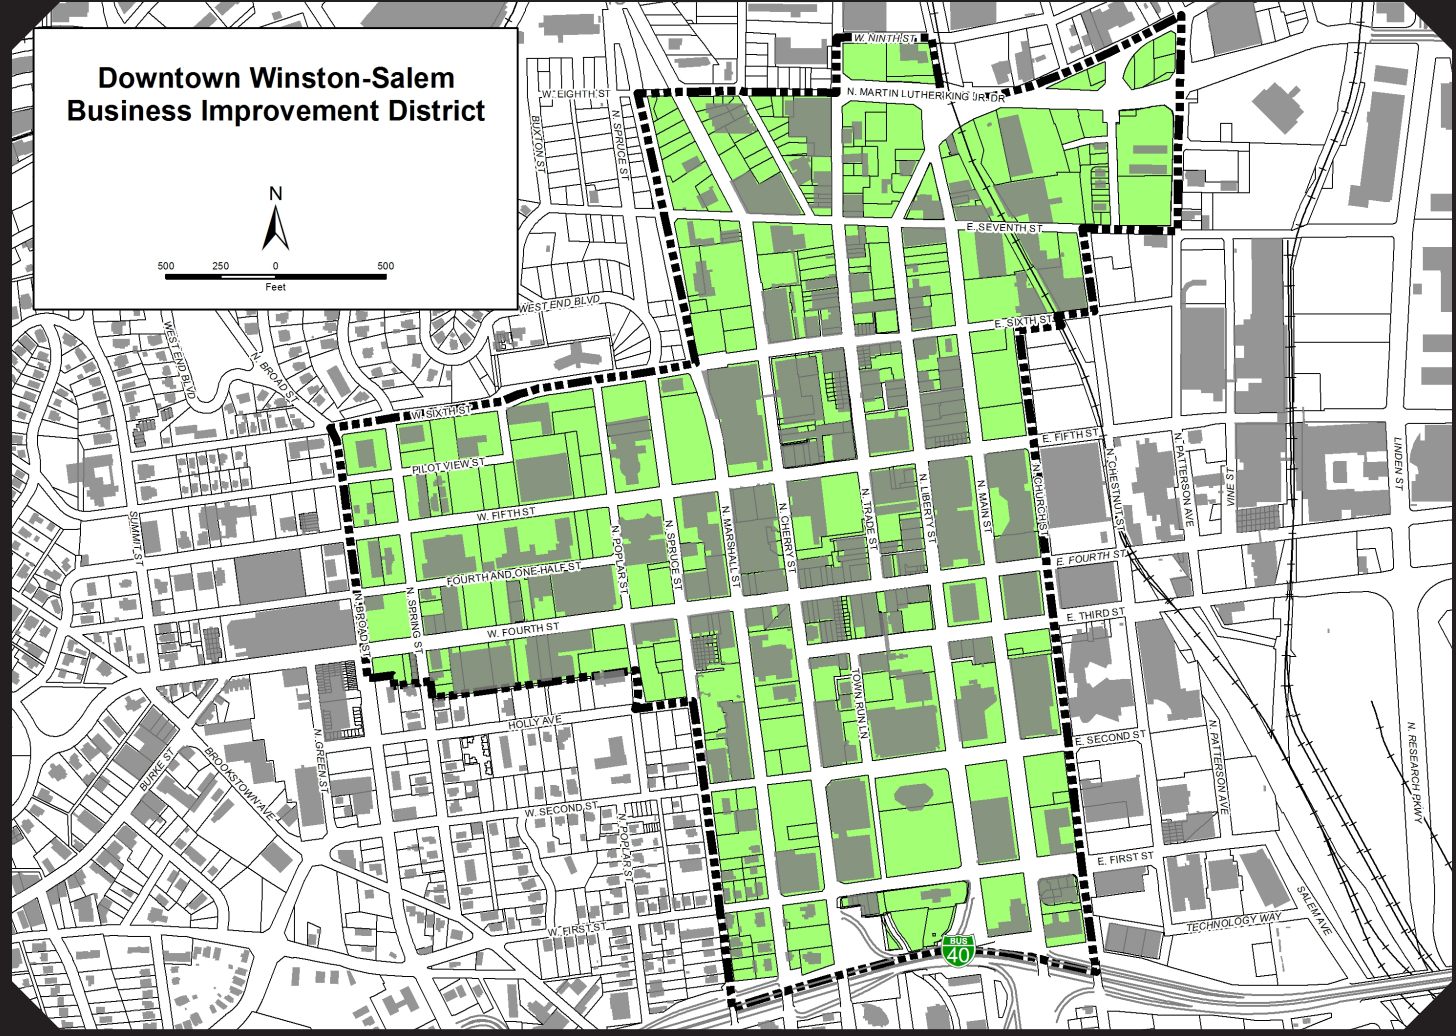 Downtown Winston-Salem
Business Improvement District
N
500 250 0 500
Feet
W. NINTH ST
W. EIGHTH ST
N. MARTIN LUTHER KING JR. DR
BUXTON ST
N. SPRUCE ST
E. SEVENTH ST
WEST END BLVD
WEST END BLVD
N. BROAD ST
E. SIXTH ST
W. SIXTH ST
E. FIFTH ST
PILOT VIEW ST
W. FIFTH ST
N. CHURCH ST
N. CHESTNUT ST
N. PATTERSON AVE
VINE ST
LINDEN ST
SUMMIT ST
N. POPLAR ST
N. SPRUCE ST
N. MARSHALL ST
N. CHERRY ST
N. TRADE ST
N. LIBERTY ST
N. MAIN ST
E. FOURTH ST
FOURTH AND ONE-HALF ST
N. BROAD ST
N. SPRING ST
W. FOURTH ST
E. THIRD ST
TOWN RUN LN
HOLLY AVE
N. GREEN ST
BURKE ST
BROOKSTOWN AVE
E. SECOND ST
N. PATTERSON AVE
N. RESEARCH PKWY
W. SECOND ST
N. POPLAR ST
E. FIRST ST
W. FIRST ST
TECHNOLOGY WAY
SALEM AVE
BUS
40